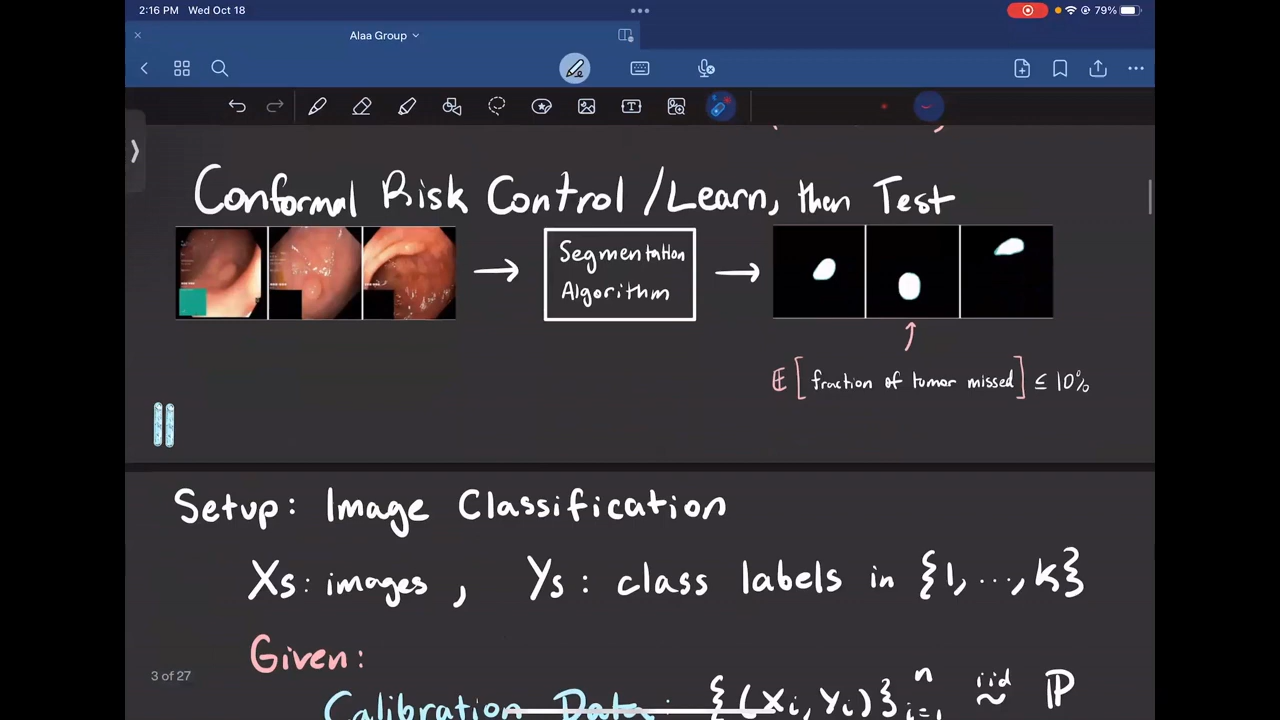 2:16 PM Wed Oct 18
79%
Alaa Group
Conformal Risk Control / Learn, then Test
Segmentation
Algorithm
𝔼 [fraction of tumor missed] ≤ 10%
Setup: Image Classification
Xs: images, Ys: class labels in {1, ..., K}
Given:
3 of 27
Calibration Data: {(Xi, Yi)}ⁿᵢ₌₁ iid ~ ℙ